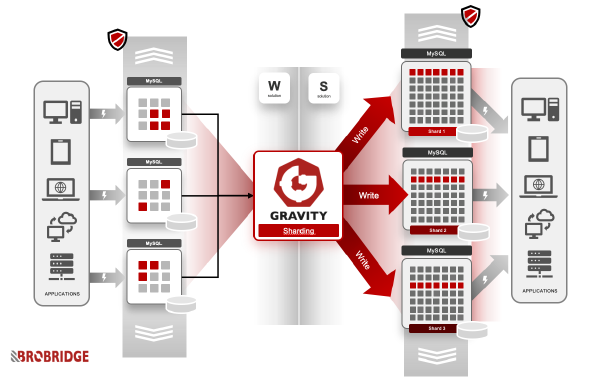 MySQL
MySQL
MySQL
APPLICATIONS
W
solution
S
solution
GRAVITY
Sharding
Write
Write
Write
MySQL
Shard 1
MySQL
Shard 2
MySQL
Shard 3
APPLICATIONS
BROBRIDGE